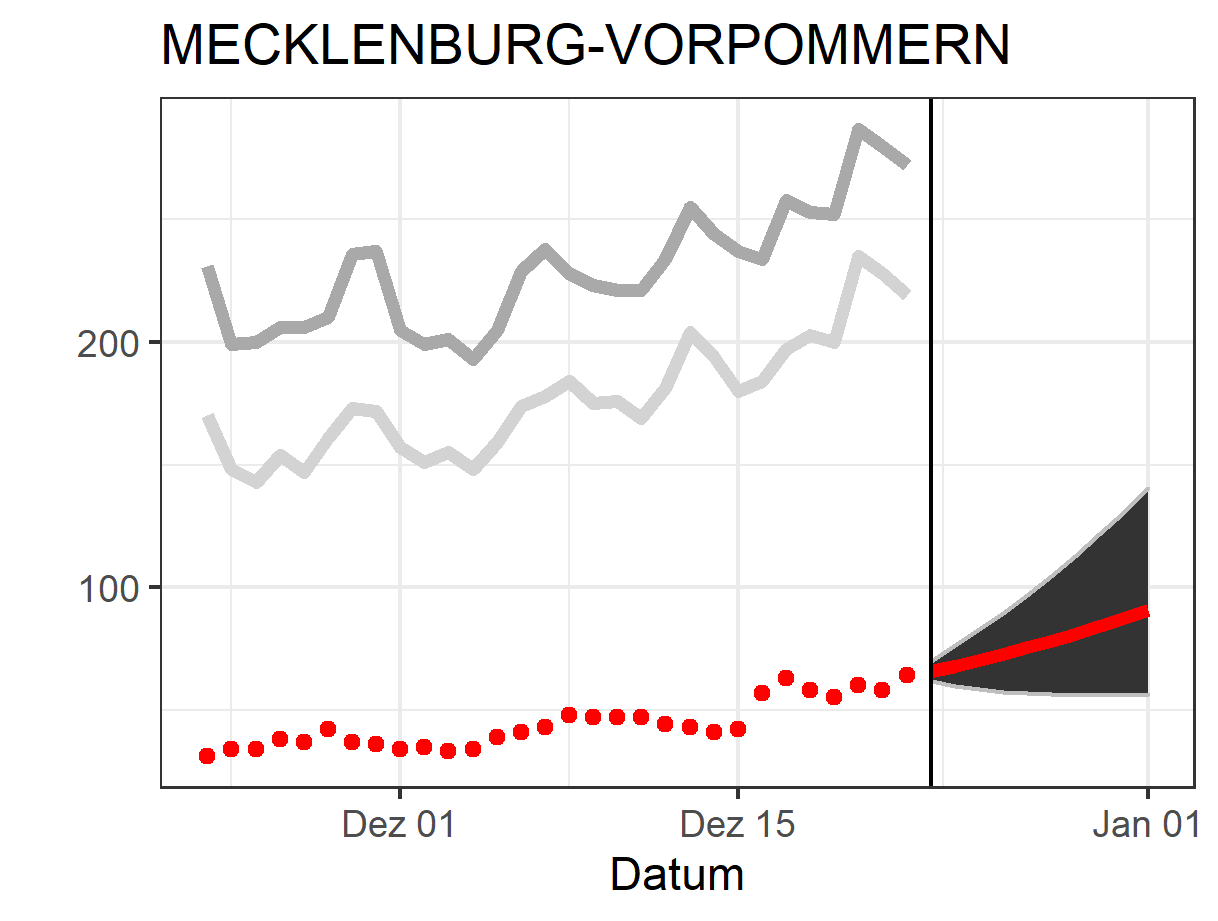 MECKLENBURG-VORPOMMERN
200
100
Dez 01 Dez 15 Jan 01
Datum